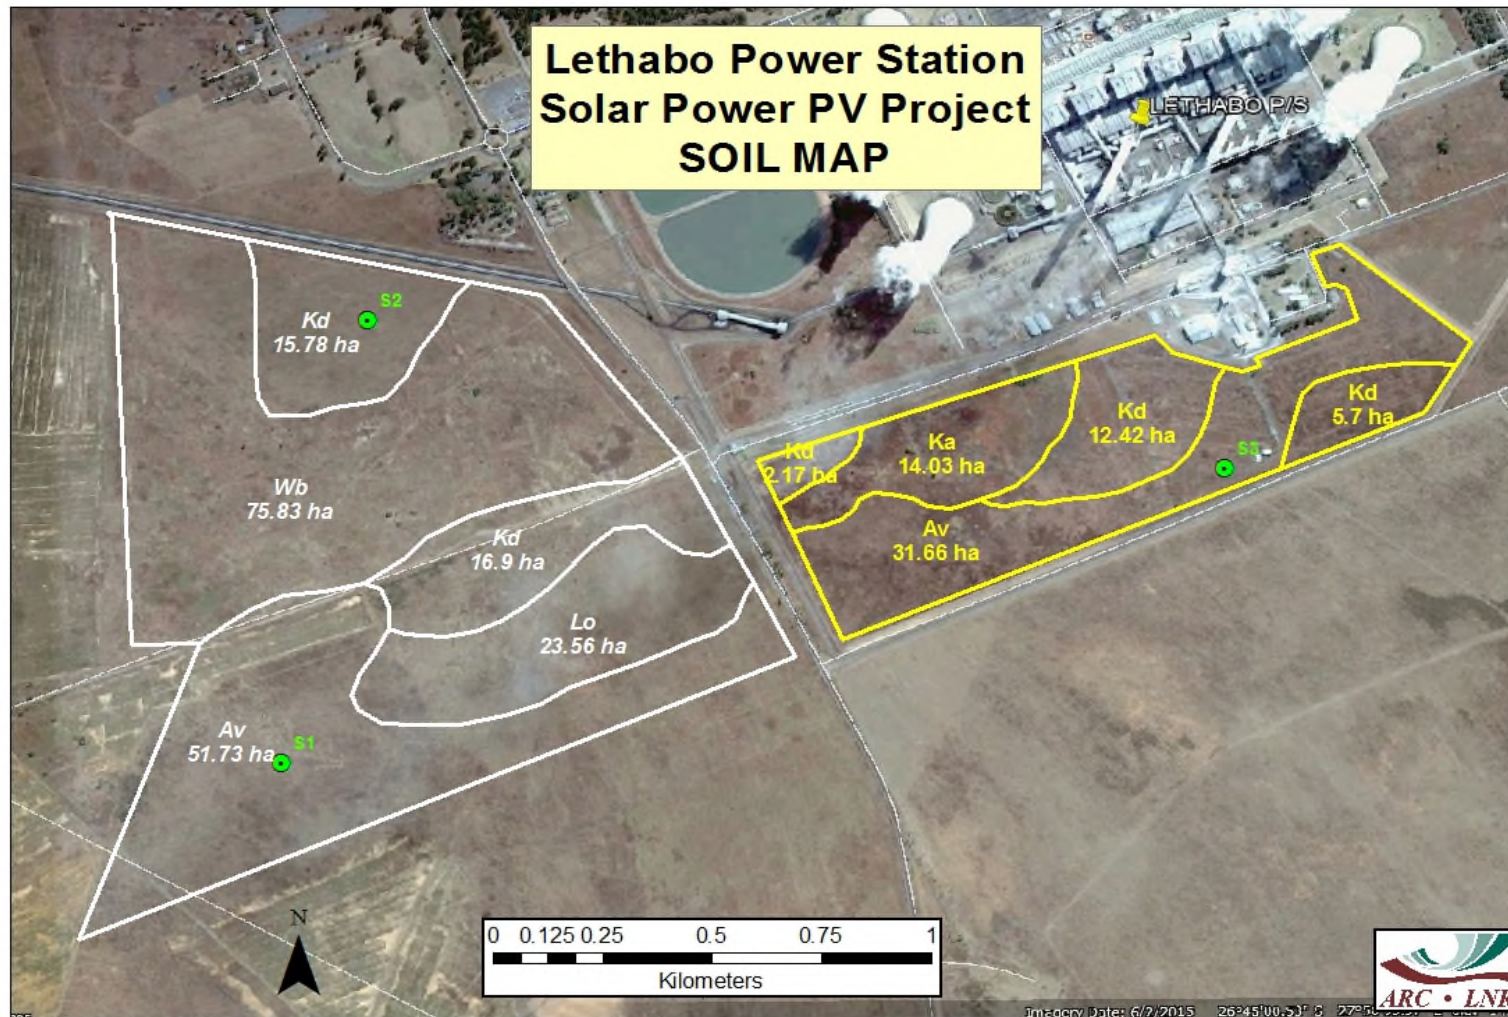 Lethabo Power Station
Solar Power PV Project
SOIL MAP
LETHABO P/S
S2
Kd
15.78 ha
Kd
5.7 ha
Kd
12.42 ha
Ka
14.03 ha
Kd
2.17 ha
S3
Wb
75.83 ha
Av
31.66 ha
Kd
16.9 ha
Lo
23.56 ha
Av
51.73 ha
S1
N
0 0.125 0.25 0.5 0.75 1
Kilometers
ARC • LNR
Imagery Date: 6/2/2015